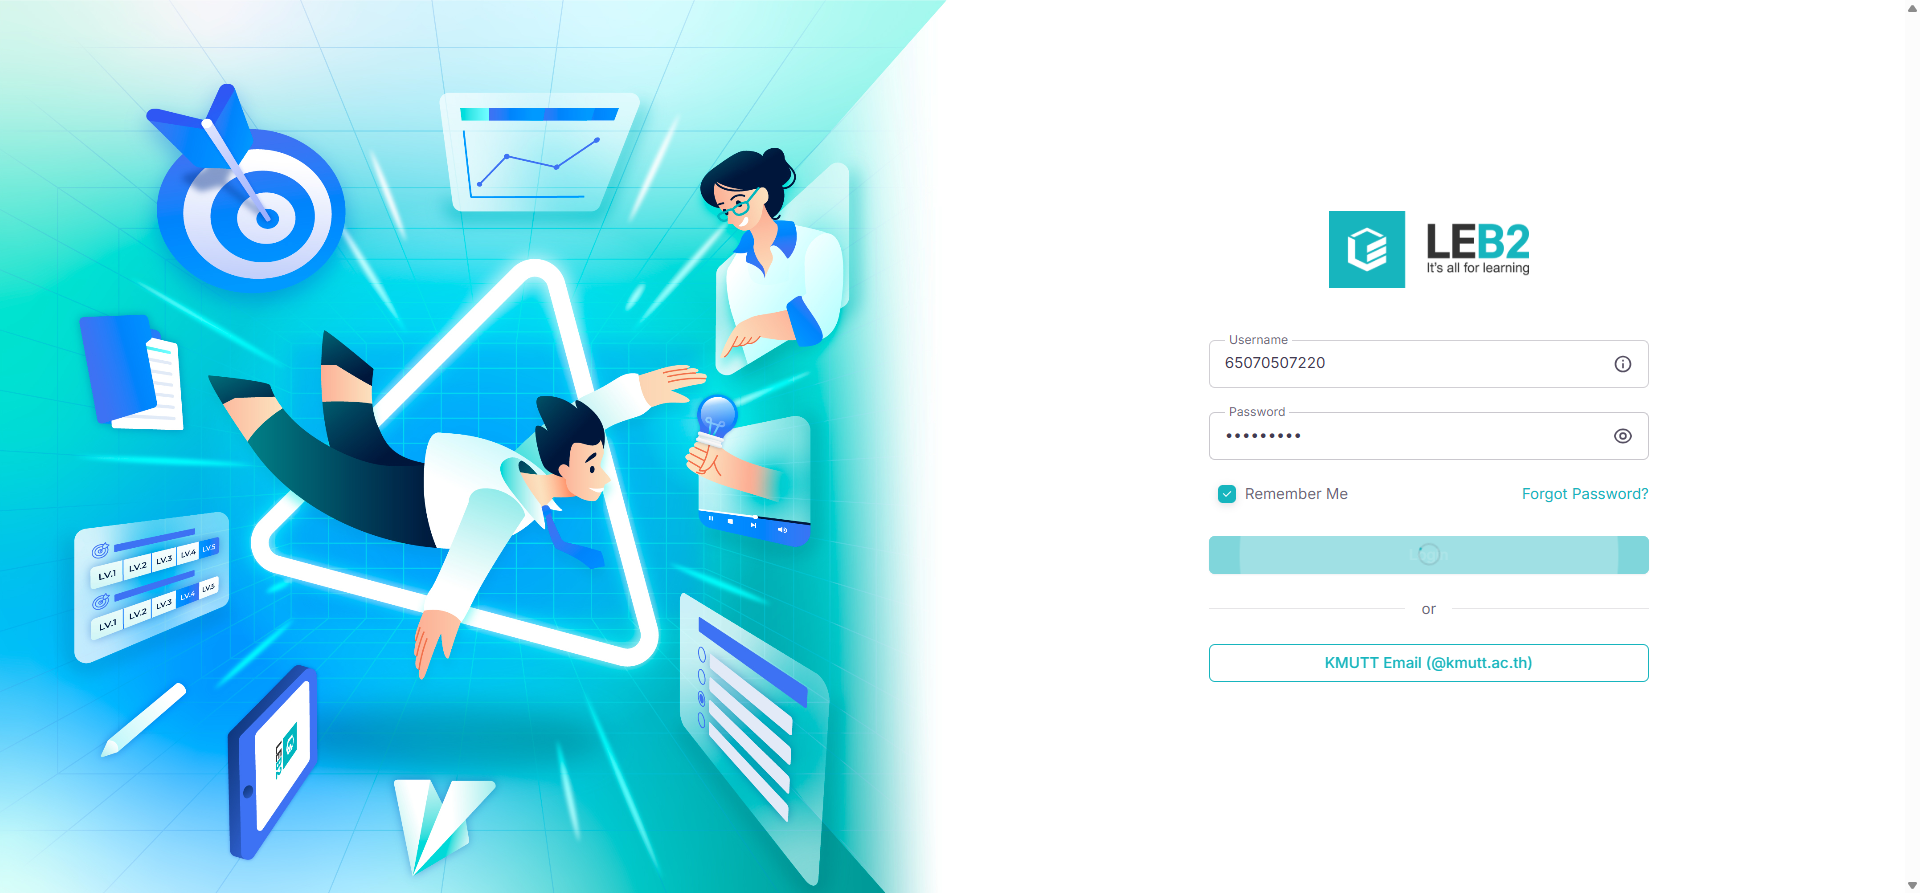 LEB2
It's all for learning
Username
65070507220
Password
Remember Me
Forgot Password?
or
KMUTT Email (@kmutt.ac.th)
LV.1 LV.2 LV.3 LV.4 LV.5
LV.1 LV.2 LV.3 LV.4 LV.5